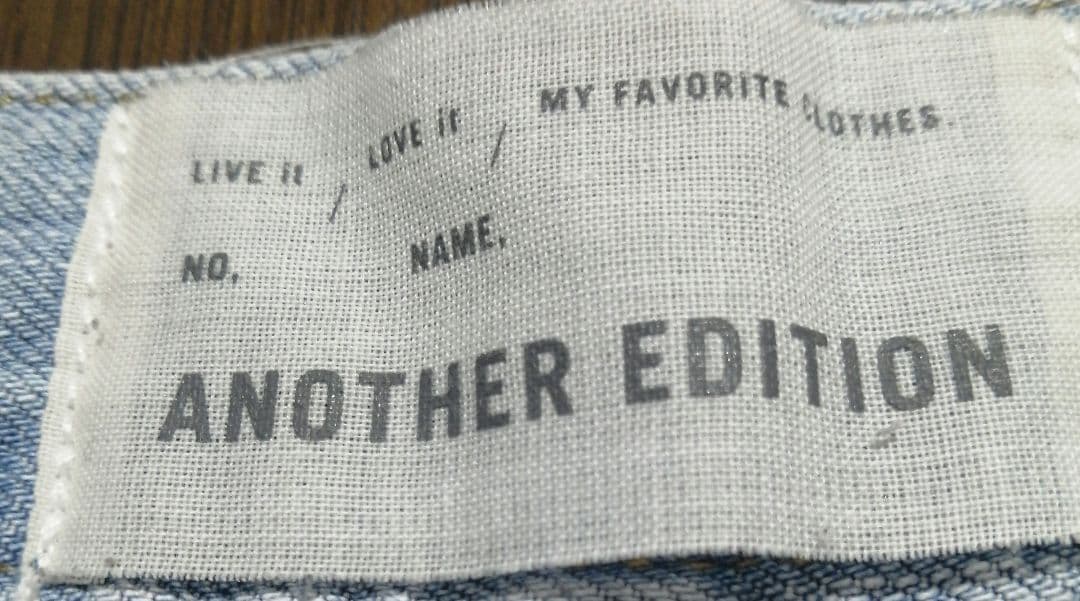 LIVE it / LOVE it / MY FAVORITE CLOTHES.
NO, NAME,
ANOTHER EDITION